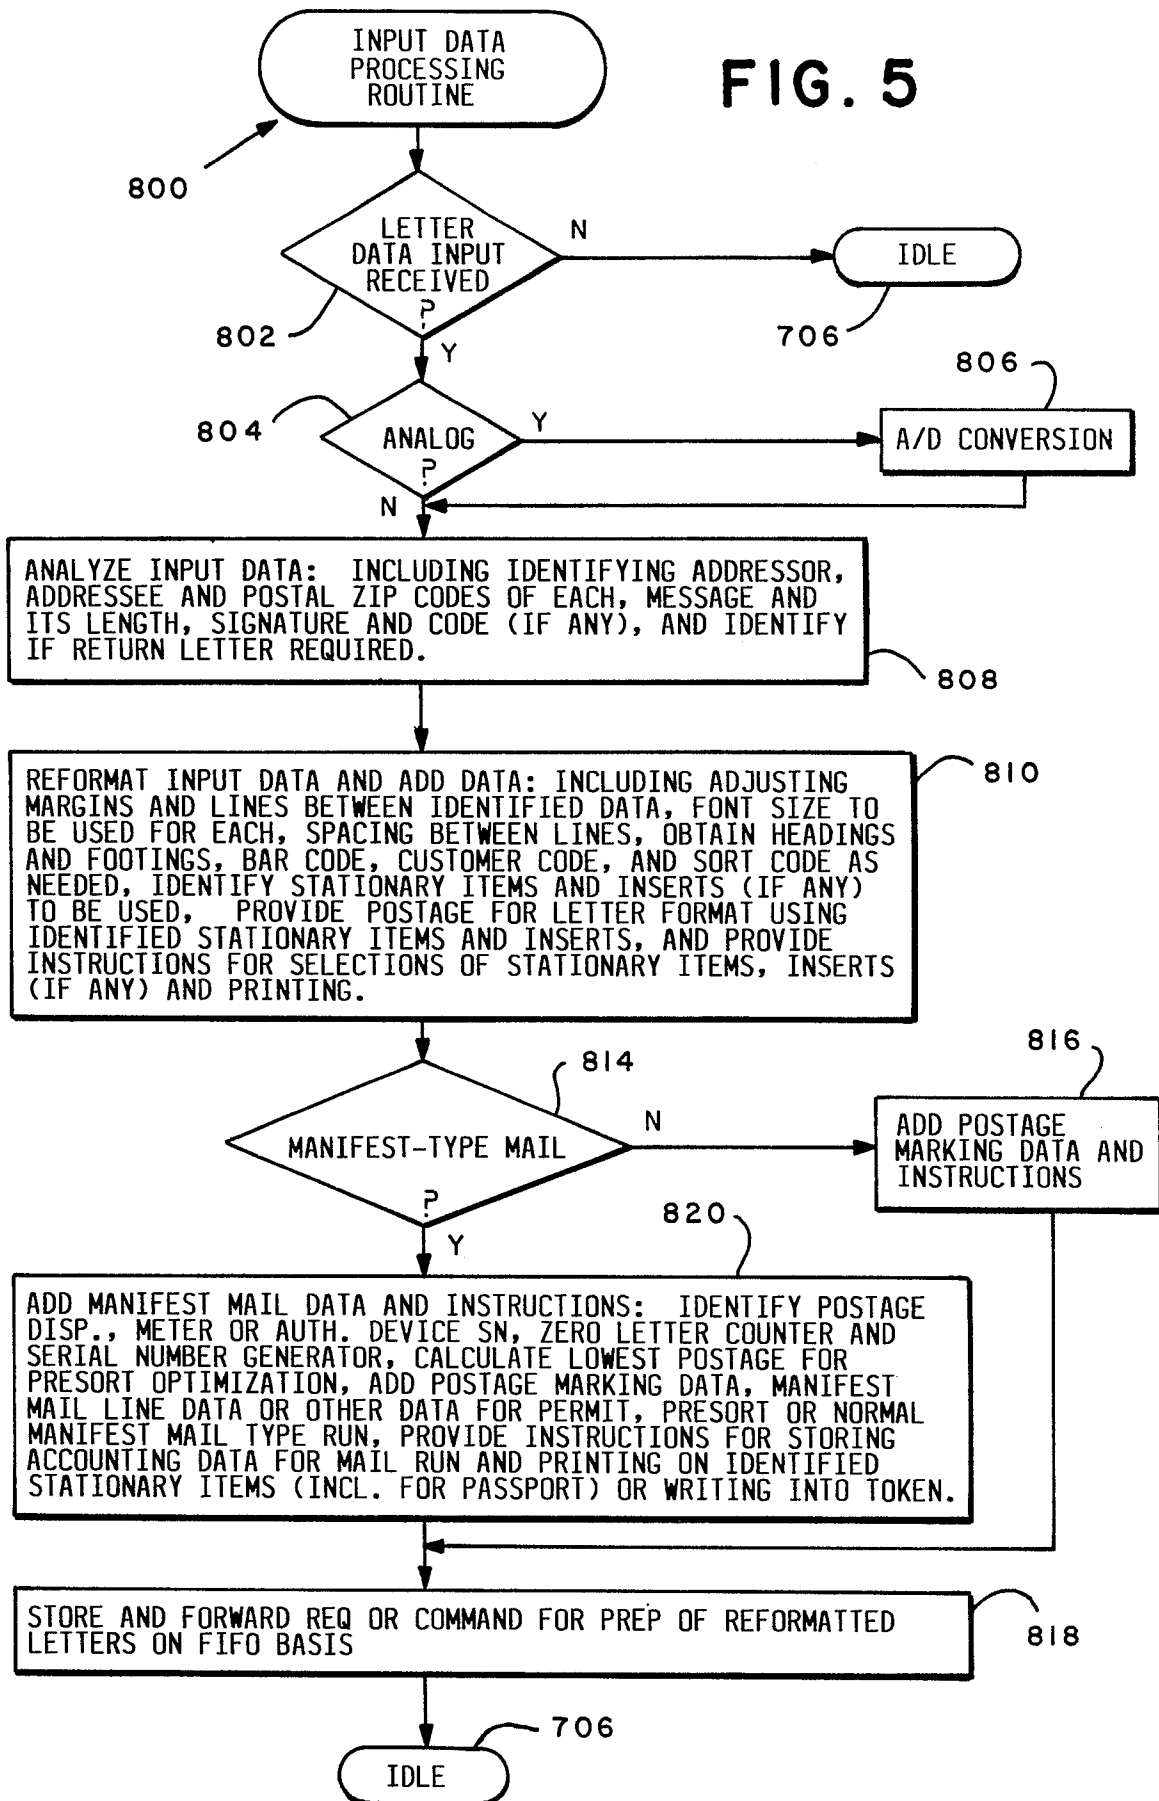 INPUT DATA
PROCESSING
ROUTINE
FIG. 5
800
LETTER
DATA INPUT
RECEIVED
?
N
IDLE
802
706
Y
806
804
ANALOG
?
Y
A/D CONVERSION
N
ANALYZE INPUT DATA: INCLUDING IDENTIFYING ADDRESSOR,
ADDRESSEE AND POSTAL ZIP CODES OF EACH, MESSAGE AND
ITS LENGTH, SIGNATURE AND CODE (IF ANY), AND IDENTIFY
IF RETURN LETTER REQUIRED.
808
810
REFORMAT INPUT DATA AND ADD DATA: INCLUDING ADJUSTING
MARGINS AND LINES BETWEEN IDENTIFIED DATA, FONT SIZE TO
BE USED FOR EACH, SPACING BETWEEN LINES, OBTAIN HEADINGS
AND FOOTINGS, BAR CODE, CUSTOMER CODE, AND SORT CODE AS
NEEDED, IDENTIFY STATIONARY ITEMS AND INSERTS (IF ANY)
TO BE USED, PROVIDE POSTAGE FOR LETTER FORMAT USING
IDENTIFIED STATIONARY ITEMS AND INSERTS, AND PROVIDE
INSTRUCTIONS FOR SELECTIONS OF STATIONARY ITEMS, INSERTS
(IF ANY) AND PRINTING.
814
816
MANIFEST-TYPE MAIL
?
N
ADD POSTAGE
MARKING DATA AND
INSTRUCTIONS
Y
820
ADD MANIFEST MAIL DATA AND INSTRUCTIONS: IDENTIFY POSTAGE
DISP., METER OR AUTH. DEVICE SN, ZERO LETTER COUNTER AND
SERIAL NUMBER GENERATOR, CALCULATE LOWEST POSTAGE FOR
PRESORT OPTIMIZATION, ADD POSTAGE MARKING DATA, MANIFEST
MAIL LINE DATA OR OTHER DATA FOR PERMIT, PRESORT OR NORMAL
MANIFEST MAIL TYPE RUN, PROVIDE INSTRUCTIONS FOR STORING
ACCOUNTING DATA FOR MAIL RUN AND PRINTING ON IDENTIFIED
STATIONARY ITEMS (INCL. FOR PASSPORT) OR WRITING INTO TOKEN.
STORE AND FORWARD REQ OR COMMAND FOR PREP OF REFORMATTED
LETTERS ON FIFO BASIS
818
706
IDLE